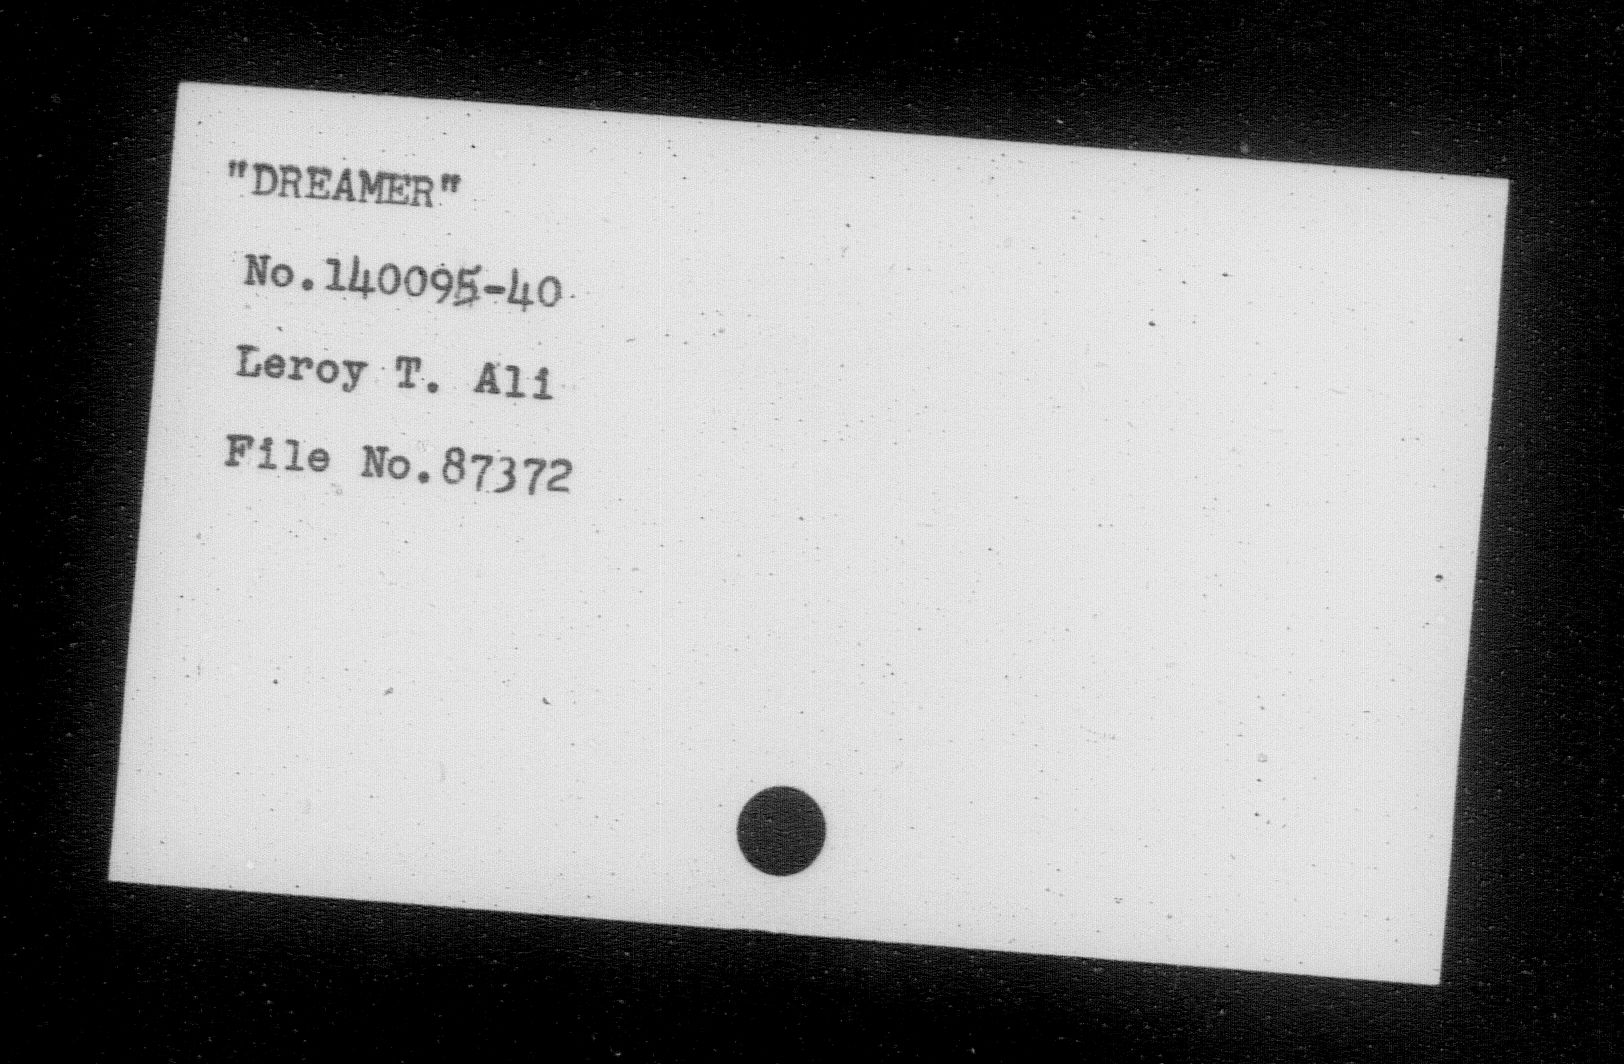 "DREAMER"
No.140095-40
Leroy T. Ali
File No.87372